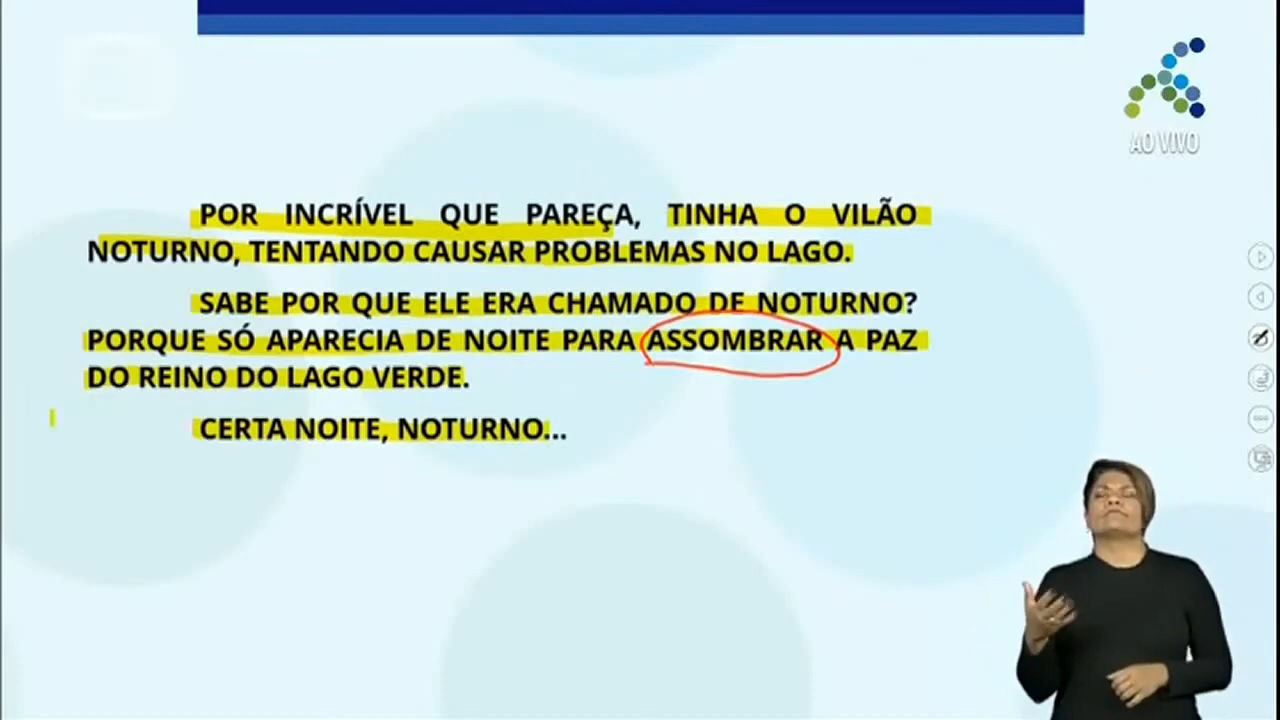 AO VIVO
POR INCRÍVEL QUE PAREÇA, TINHA O VILÃO
NOTURNO, TENTANDO CAUSAR PROBLEMAS NO LAGO.
SABE POR QUE ELE ERA CHAMADO DE NOTURNO?
PORQUE SÓ APARECIA DE NOITE PARA ASSOMBRAR A PAZ
DO REINO DO LAGO VERDE.
CERTA NOITE, NOTURNO...